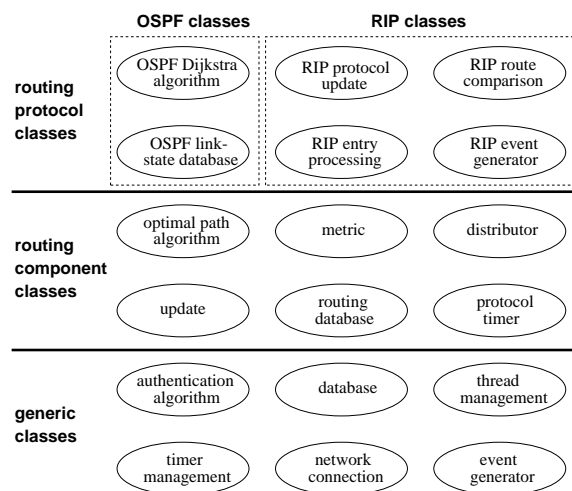 OSPF classes
RIP classes
routing
protocol
classes
OSPF Dijkstra
algorithm
RIP protocol
update
RIP route
comparison
OSPF link-
state database
RIP entry
processing
RIP event
generator
routing
component
classes
optimal path
algorithm
metric
distributor
update
routing
database
protocol
timer
generic
classes
authentication
algorithm
database
thread
management
timer
management
network
connection
event
generator